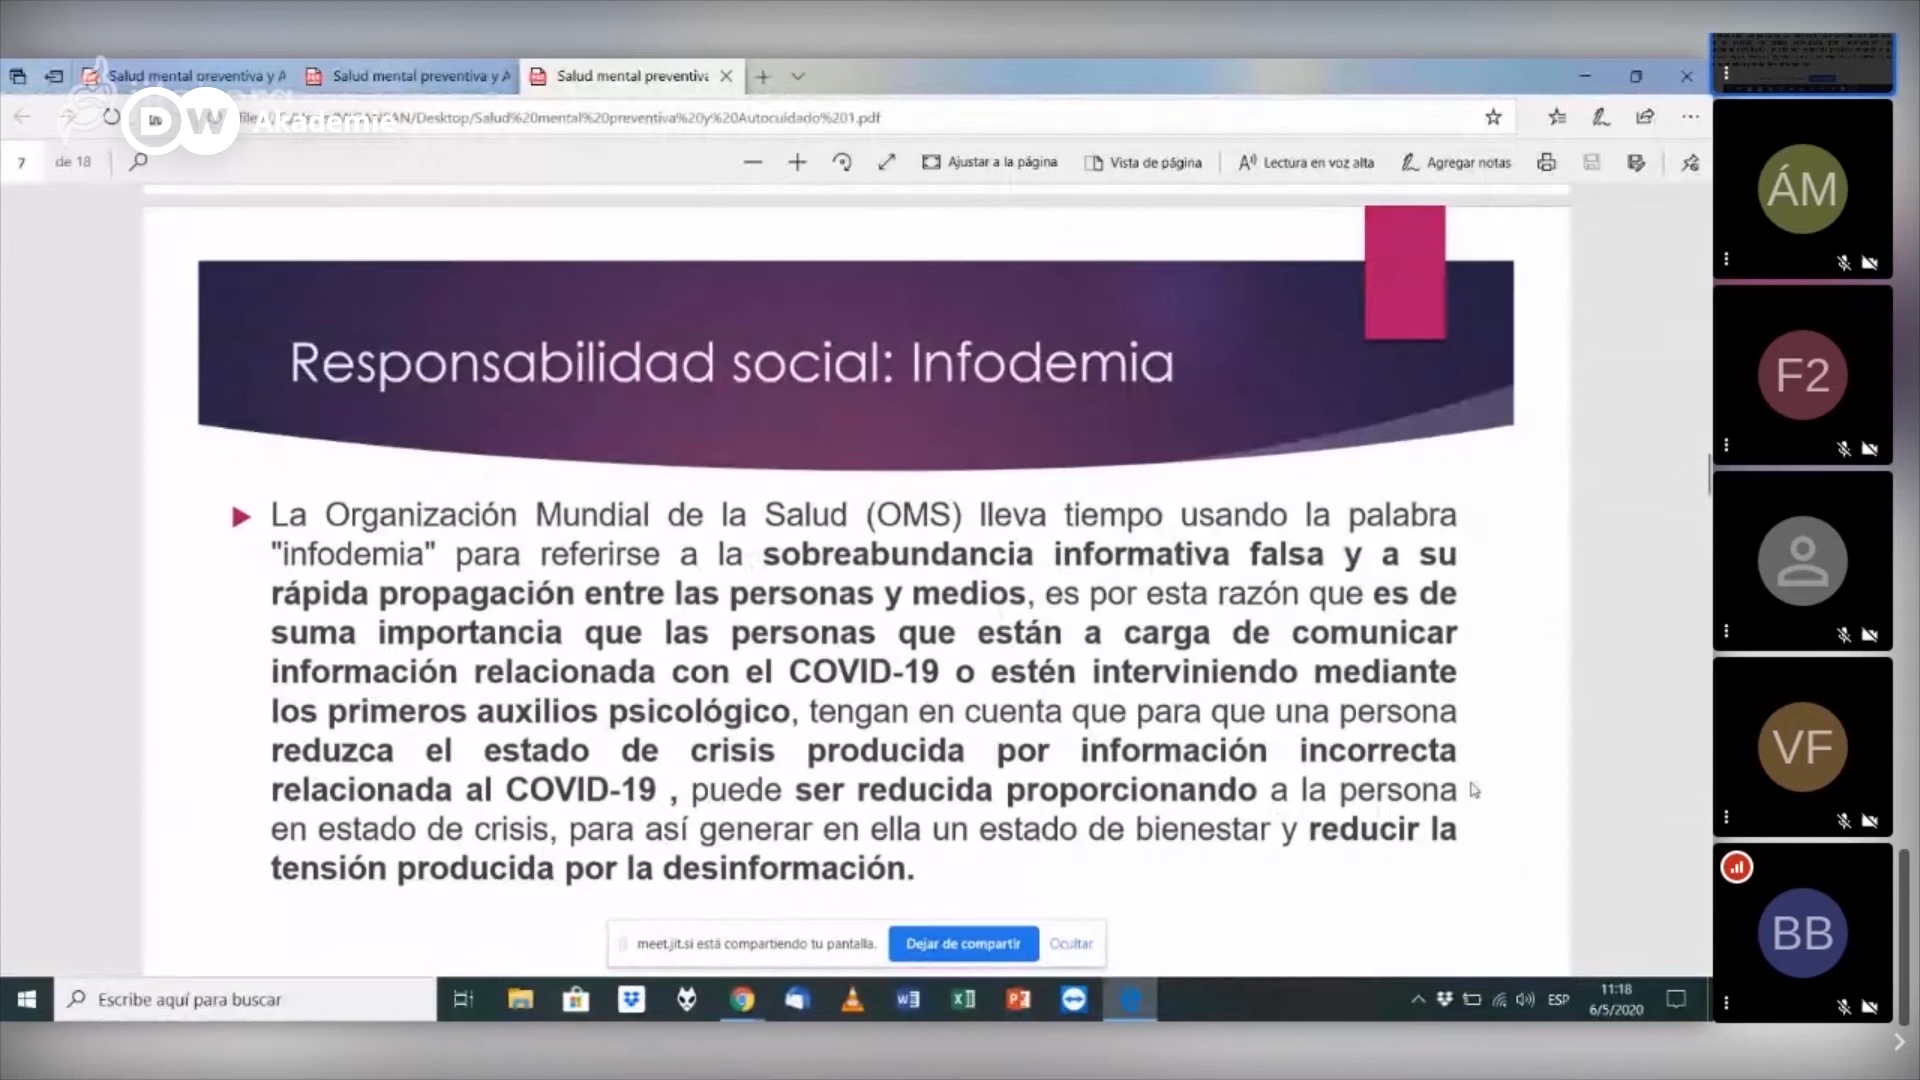 Salud mental preventiva y A
Salud mental preventiva y A
Salud mental preventiva
DW Akademie
AN/Desktop/Salud%20mental%20preventiva%20y%20Autocuidado%201.pdf
7 de 18
Ajustar a la página
Vista de página
Lectura en voz alta
Agregar notas
Responsabilidad social: Infodemia
La Organización Mundial de la Salud (OMS) lleva tiempo usando la palabra
"infodemia" para referirse a la sobreabundancia informativa falsa y a su
rápida propagación entre las personas y medios, es por esta razón que es de
suma importancia que las personas que están a carga de comunicar
información relacionada con el COVID-19 o estén interviniendo mediante
los primeros auxilios psicológico, tengan en cuenta que para que una persona
reduzca el estado de crisis producida por información incorrecta
relacionada al COVID-19 , puede ser reducida proporcionando a la persona
en estado de crisis, para así generar en ella un estado de bienestar y reducir la
tensión producida por la desinformación.
meet.jit.si está compartiendo tu pantalla.
Dejar de compartir
Ocultar
Escribe aquí para buscar
ESP
11:18
6/5/2020
ÁM
F2
VF
BB